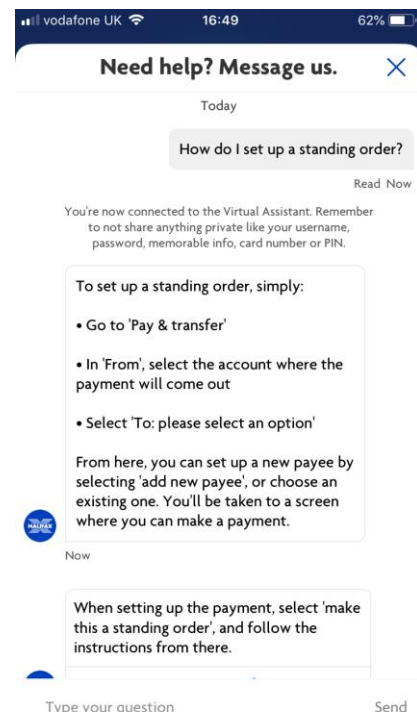 vodafone UK 16:49 62%
Need help? Message us.
Today
How do I set up a standing order?
Read Now
You're now connected to the Virtual Assistant. Remember
to not share anything private like your username,
password, memorable info, card number or PIN.
To set up a standing order, simply:
• Go to 'Pay & transfer'
• In 'From', select the account where the
payment will come out
• Select 'To: please select an option'
From here, you can set up a new payee by
selecting 'add new payee', or choose an
existing one. You'll be taken to a screen
where you can make a payment.
HALIFAX
Now
When setting up the payment, select 'make
this a standing order', and follow the
instructions from there.
Type your question Send